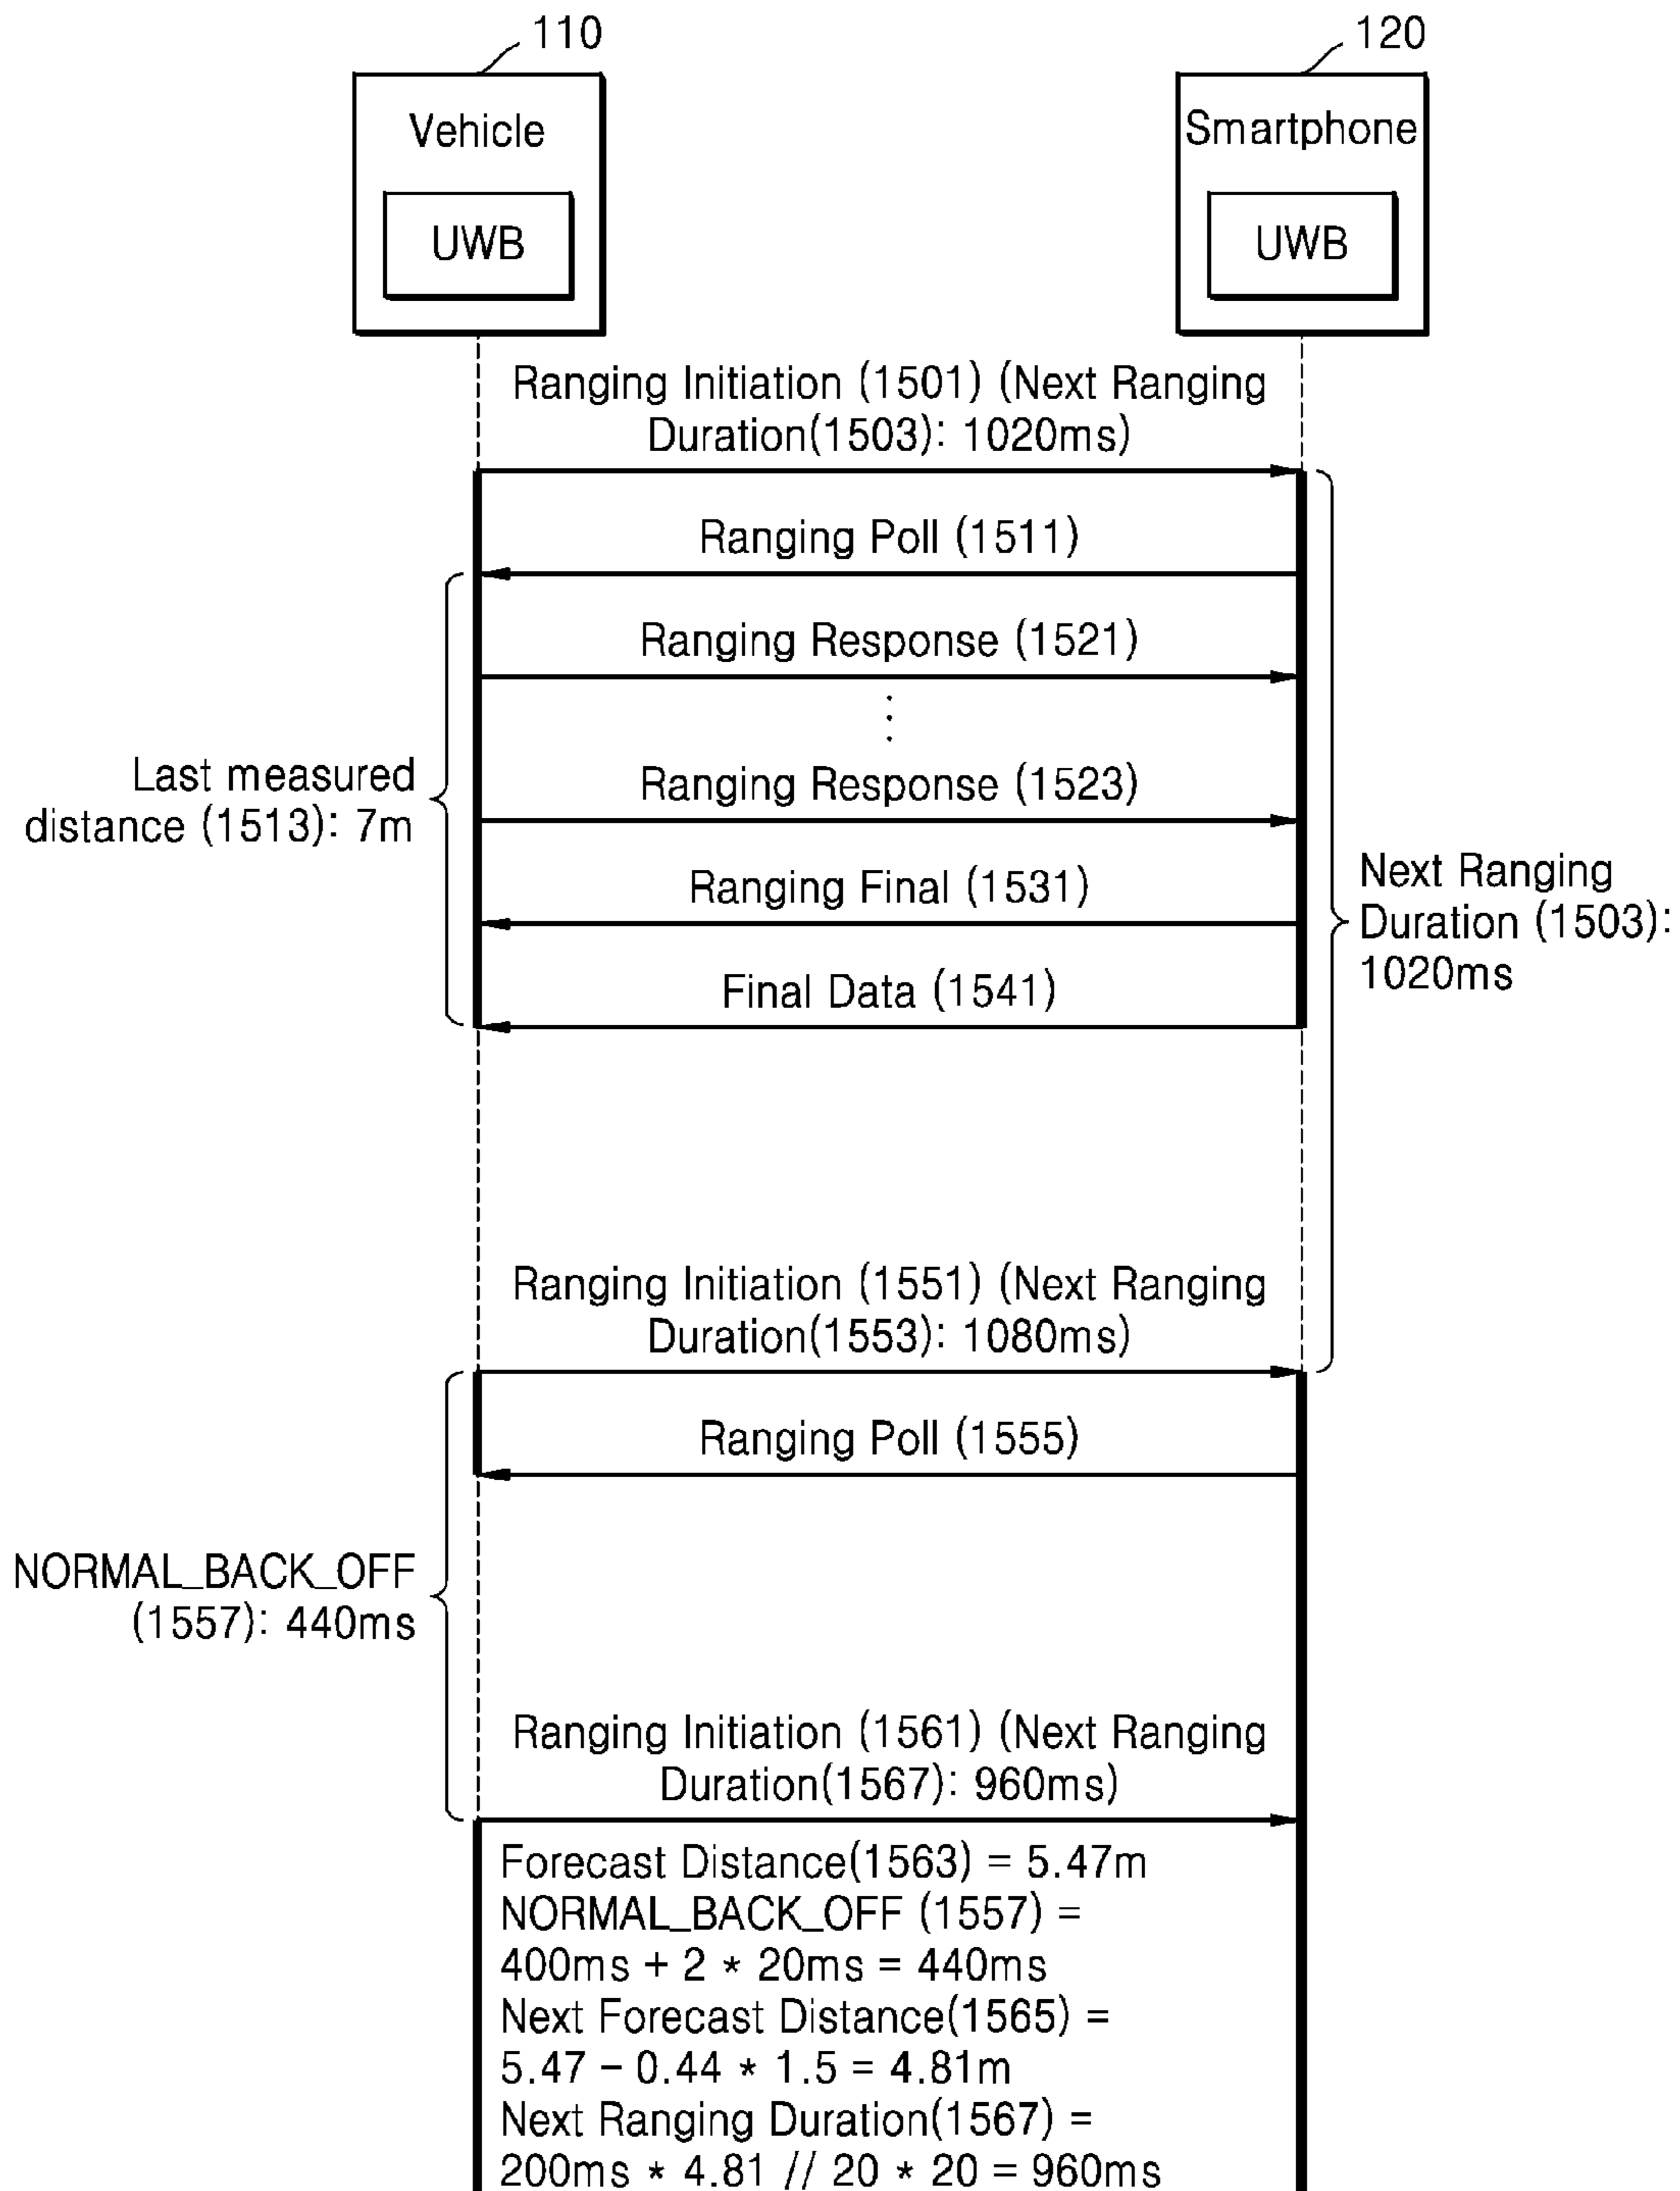 110
120
Vehicle
Smartphone
UWB
UWB
Ranging Initiation (1501) (Next Ranging
Duration(1503): 1020ms)
Ranging Poll (1511)
Ranging Response (1521)
Last measured
distance (1513): 7m
Ranging Response (1523)
Ranging Final (1531)
Next Ranging
Duration (1503):
1020ms
Final Data (1541)
Ranging Initiation (1551) (Next Ranging
Duration(1553): 1080ms)
Ranging Poll (1555)
NORMAL_BACK_OFF
(1557): 440ms
Ranging Initiation (1561) (Next Ranging
Duration(1567): 960ms)
Forecast Distance(1563) = 5.47m
NORMAL_BACK_OFF (1557) =
400ms + 2 * 20ms = 440ms
Next Forecast Distance(1565) =
5.47 – 0.44 * 1.5 = 4.81m
Next Ranging Duration(1567) =
200ms * 4.81 // 20 * 20 = 960ms